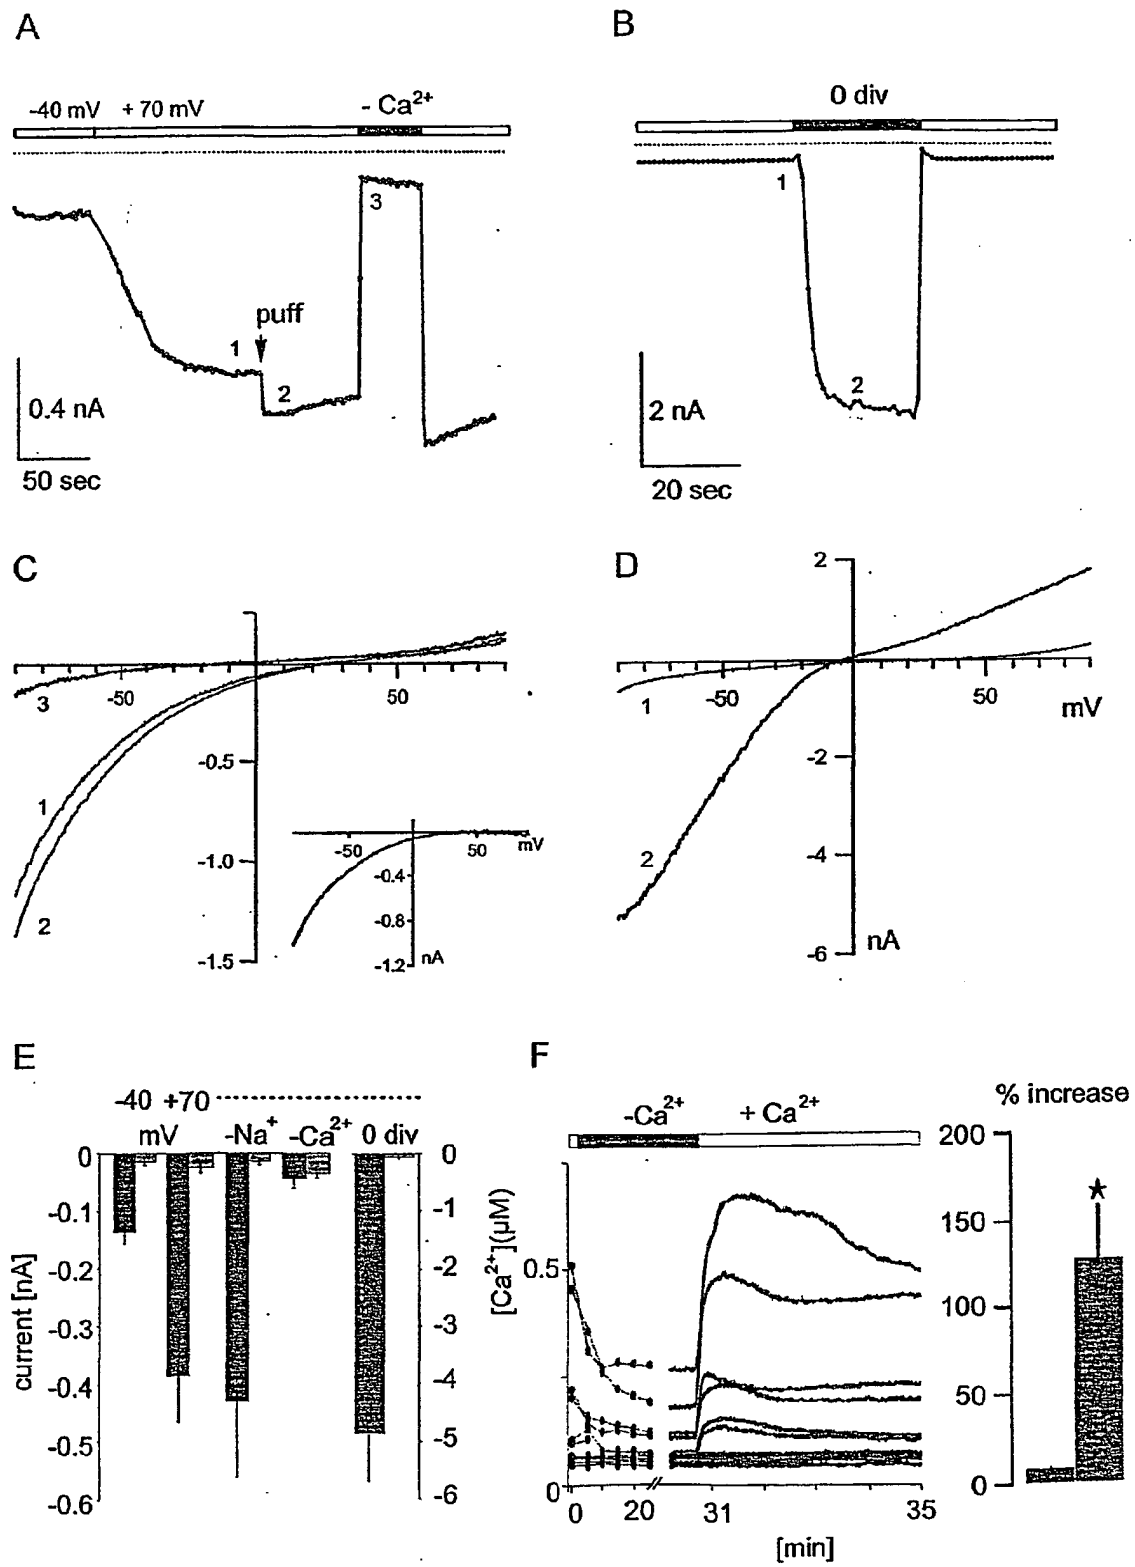 A
B
-40 mV
+ 70 mV
- Ca2+
0 div
1
puff
2
3
0.4 nA
50 sec
1
2
2 nA
20 sec
C
D
3
-50
50
1
2
-0.5
-1.0
-1.5
-50
50
mV
-0.4
-0.8
-1.2
nA
2
1
-50
50
mV
-2
2
-4
-6
nA
E
F
-40 +70
mV
-Na+
-Ca2+
0 div
0
-0.1
-0.2
-0.3
-0.4
-0.5
-0.6
current [nA]
0
-1
-2
-3
-4
-5
-6
[Ca2+](µM)
-Ca2+
+ Ca2+
0.5
0
0
20
31
35
[min]
% increase
200
150
100
50
0